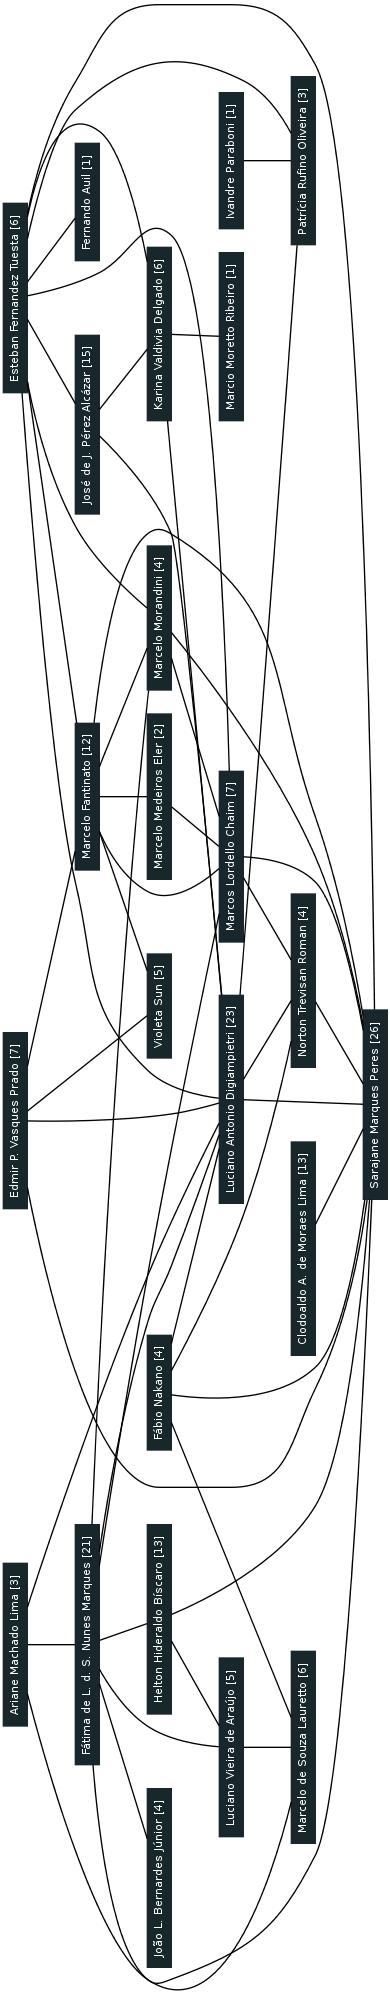 Esteban Fernandez Tuesta [6]
Edmir P. Vasques Prado [7]
Ariane Machado Lima [3]
Fernando Auil [1]
José de J. Pérez Alcázar [15]
Marcelo Fantinato [12]
Fátima de L. d. S. Nunes Marques [21]
Karina Valdivia Delgado [6]
Marcelo Morandini [4]
Marcelo Medeiros Eler [2]
Violeta Sun [5]
Fábio Nakano [4]
Helton Hideraldo Bíscaro [13]
João L. Bernardes Júnior [4]
Ivandre Paraboni [1]
Marcio Moretto Ribeiro [1]
Marcos Lordello Chaim [7]
Luciano Antonio Digiampietri [23]
Luciano Vieira de Araújo [5]
Patrícia Rufino Oliveira [3]
Norton Trevisan Roman [4]
Clodoaldo A. de Moraes Lima [13]
Marcelo de Souza Lauretto [6]
Sarajane Marques Peres [26]